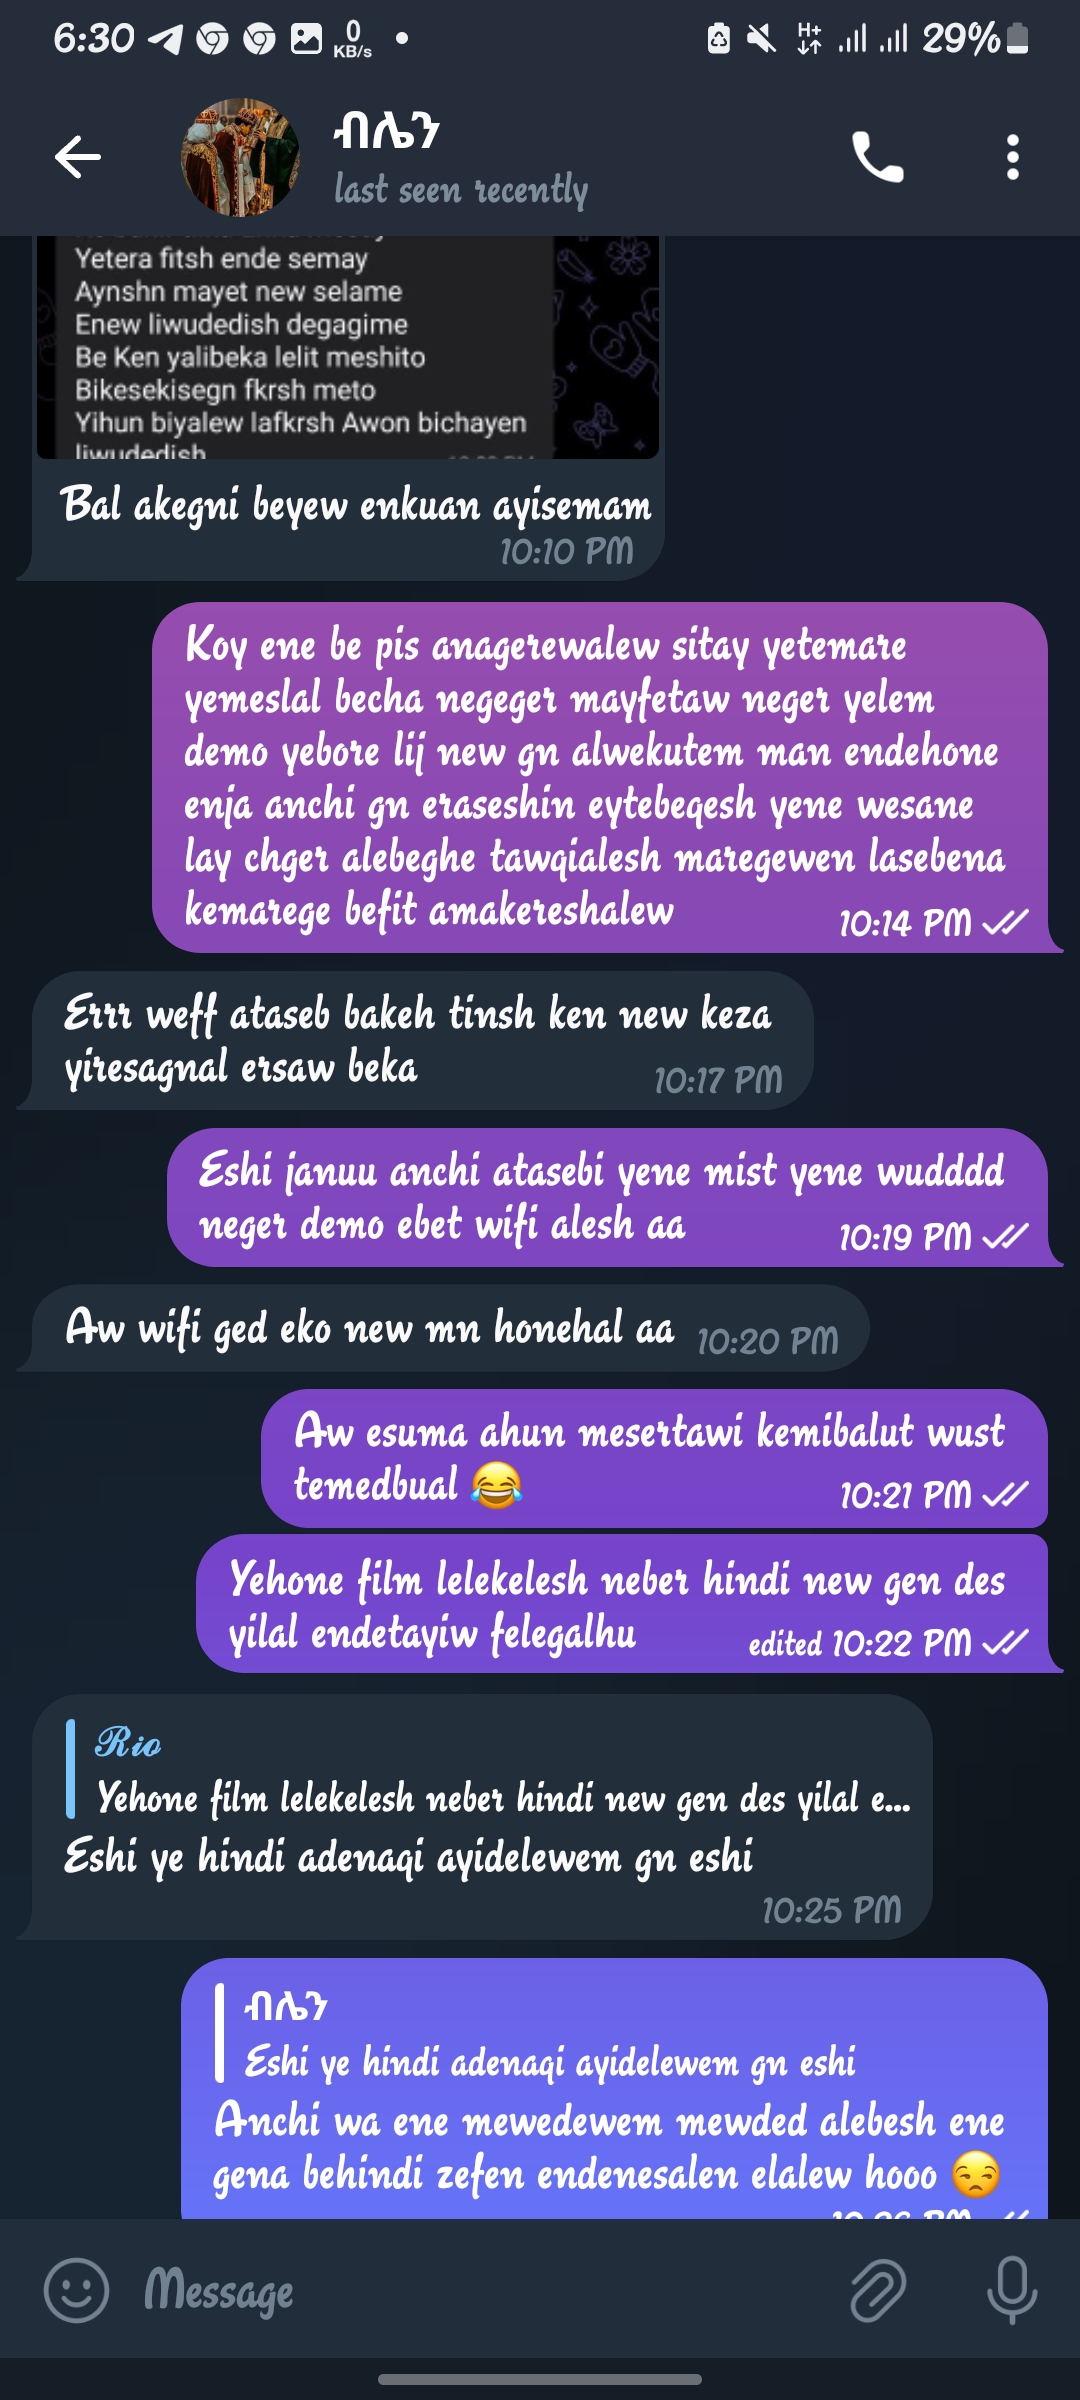 6:30
0 KB/s
H+
29%
ብሌን
last seen recently
Yetera fitsh ende semay
Aynshn mayet new selame
Enew liwudedish degagime
Be Ken yalibeka lelit meshito
Bikesekisegn fkrsh meto
Yihun biyalew lafkrsh Awon bichayen
liwudedish
Bal akegni beyew enkuan ayisemam
10:10 PM
Koy ene be pis anagerewalew sitay yetemare
yemeslal becha negeger mayfetaw neger yelem
demo yebore lij new gn alwekutem man endehone
enja anchi gn eraseshin eytebeqesh yene wesane
lay chger alebeghe tawqialesh maregewen lasebena
kemarege befit amakereshalew
10:14 PM
Errr weff ataseb bakeh tinsh ken new keza
yiresagnal ersaw beka
10:17 PM
Eshi januu anchi atasebi yene mist yene wudddd
neger demo ebet wifi alesh aa
10:19 PM
Aw wifi ged eko new mn honehal aa 10:20 PM
Aw esuma ahun mesertawi kemibalut wust
temedbual 😂
10:21 PM
Yehone film lelekelesh neber hindi new gen des
yilal endetayiw felegalhu
edited 10:22 PM
Rio
Yehone film lelekelesh neber hindi new gen des yilal e...
Eshi ye hindi adenaqi ayidelewem gn eshi
10:25 PM
ብሌን
Eshi ye hindi adenaqi ayidelewem gn eshi
Anchi wa ene mewedewem mewded alebesh ene
gena behindi zefen endenesalen elalew hooo 😒
Message